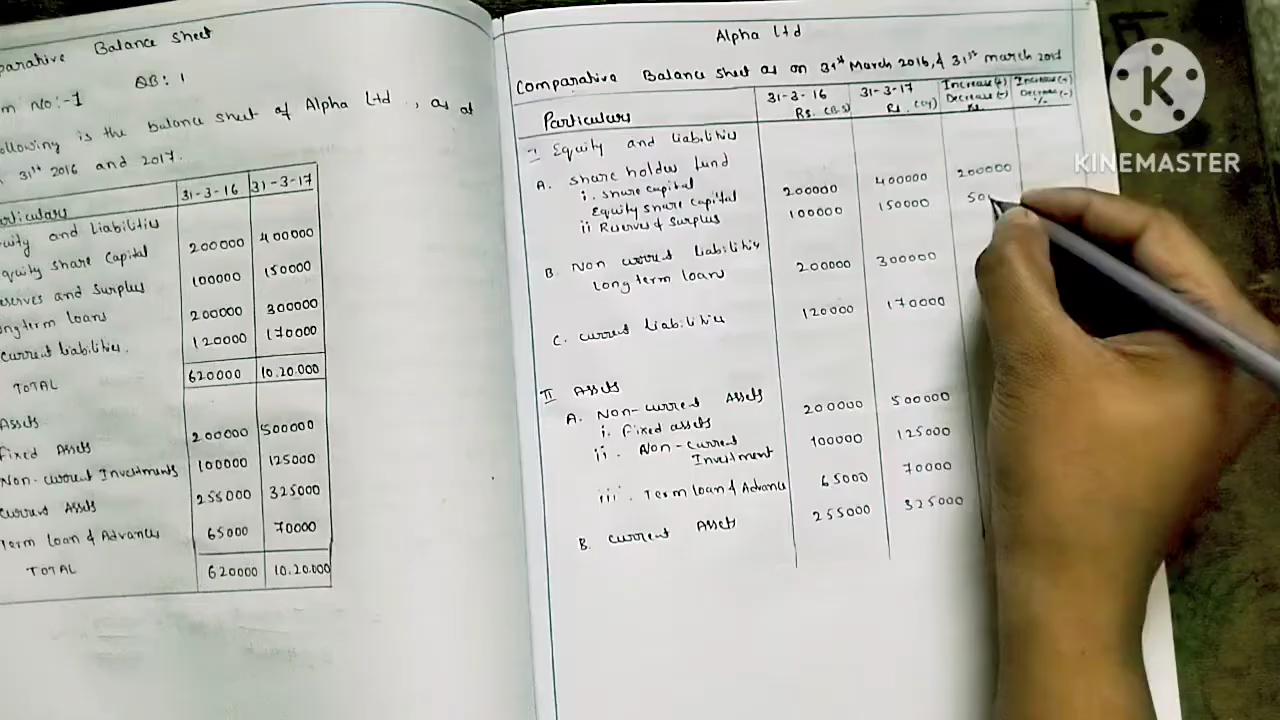 Comparative Balance Sheet
QB: 1
No:-1
following is the balance sheet of Alpha Ltd., as at
31st 2016 and 2017.
Particulars 31-3-16 31-3-17
Equity and Liabilities
Equity Share Capital 200000 400000
Reserves and Surplus 100000 150000
Long term loans 200000 300000
Current liabilities. 120000 170000
TOTAL 620000 10.20.000
Assets
Fixed Assets 200000 500000
Non-current Investments 100000 125000
Current Assets 255000 325000
Term Loan & Advances 65000 70000
TOTAL 620000 10.20.000
Alpha Ltd
Comparative Balance sheet as on 31st March 2016, & 31st march 2017
Particulars 31-3-16 Rs. 31-3-17 Rs. (CY) Increase(+) Decrease(-) Rs. Increase(+) Decrease(-) %
I Equity and liabilities
A. Share holders fund
i. share capital
Equity share capital 200000 400000 200000
ii Reserves & Surplus 100000 150000 50
B. Non current liabilities
long term loans 200000 300000
C. current liabilities 120000 170000
II Assets
A. Non-current Assets
i. fixed assets 200000 500000
ii. Non-current
Investment 100000 125000
iii. Term loan & Advance 65000 70000
B. current Assets 255000 325000
K
KINEMASTER